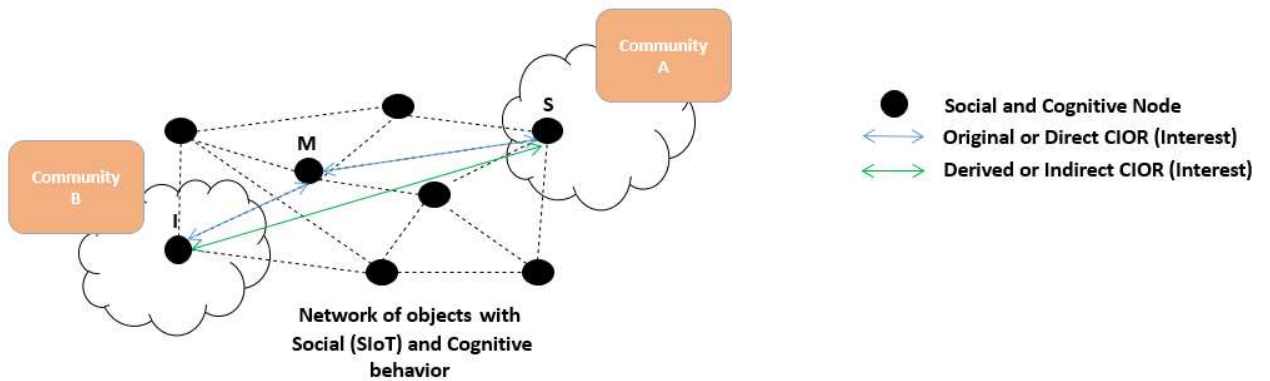 Community
A
S
Social and Cognitive Node
Original or Direct CIOR (Interest)
M
Derived or Indirect CIOR (Interest)
Community
B
I
Network of objects with
Social (SIoT) and Cognitive
behavior